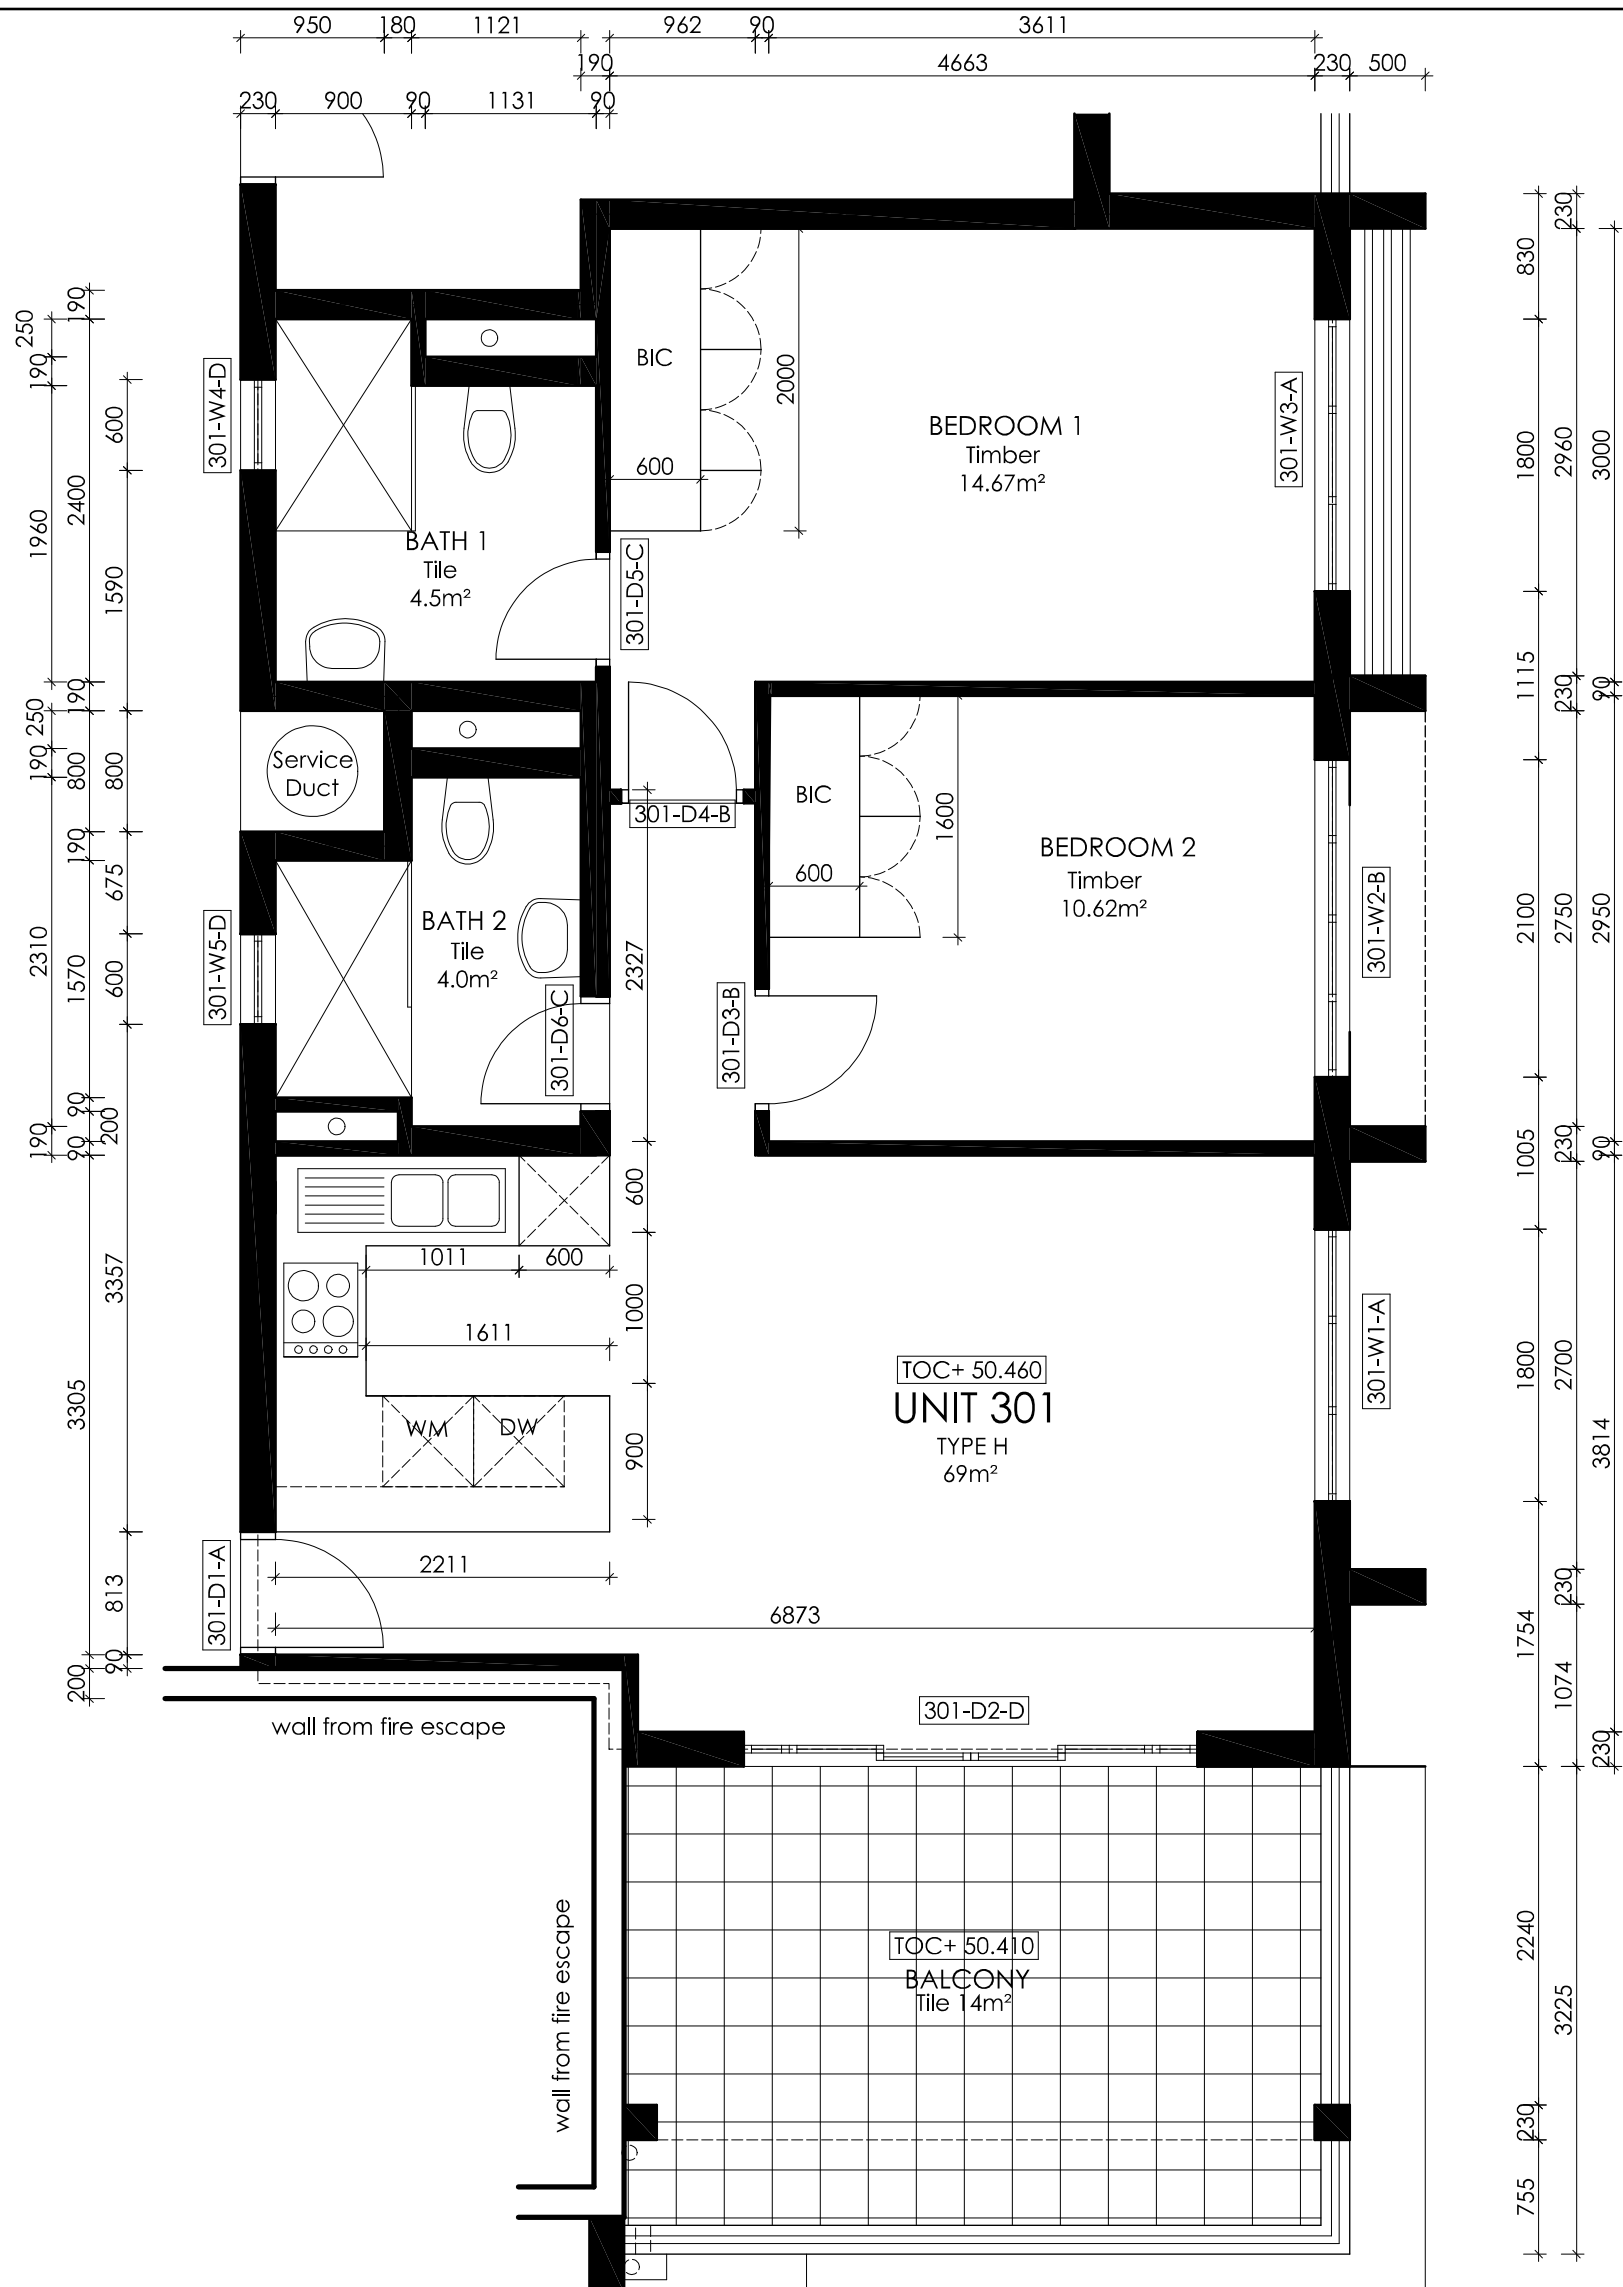 950 180 1121 962 90 3611
190 4663 230 500
230 900 90 1131 90
BIC
2000
600
BEDROOM 1
Timber
14.67m²
301-W3-A
301-W4-D
BATH 1
Tile
4.5m²
301-D5-C
Service
Duct
301-D4-B
BIC
1600
600
BEDROOM 2
Timber
10.62m²
301-W2-B
301-W5-D
BATH 2
Tile
4.0m²
301-D6-C
2327
301-D3-B
600
1011 600
1000
1611
900
WM DW
TOC+ 50.460
UNIT 301
TYPE H
69m²
301-W1-A
301-D1-A
2211
6873
wall from fire escape
301-D2-D
wall from fire escape
TOC+ 50.410
BALCONY
Tile 14m²
250
190
1960
250
190
2310
190
190
2400
190
800
190
1570
90
90
3305
200
600
1590
800
675
600
200
3357
813
90
830
1800
1115
2100
1005
1800
1754
2240
230
755
230
2960
230
2750
230
2700
230
1074
3225
3000
90
2950
90
3814
230